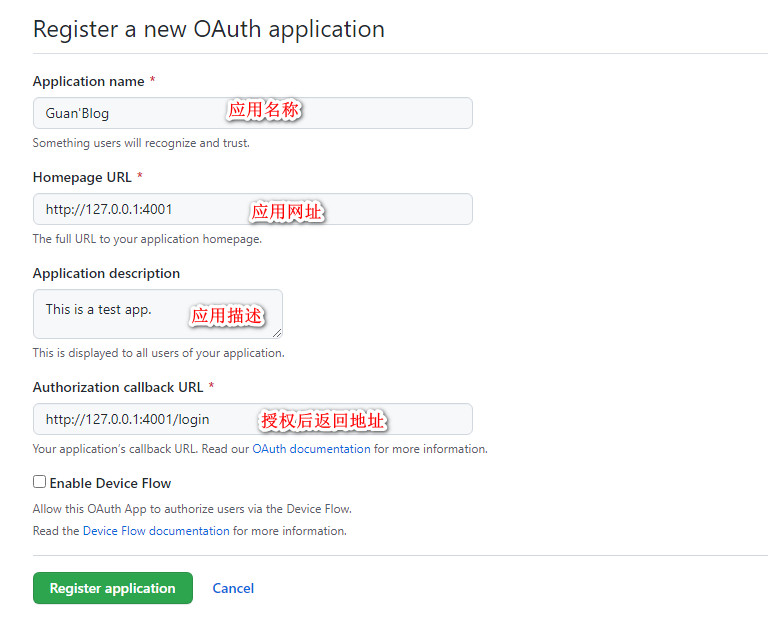 Register a new OAuth application
Application name *
Guan'Blog 应用名称
Something users will recognize and trust.
Homepage URL *
http://127.0.0.1:4001 应用网址
The full URL to your application homepage.
Application description
This is a test app. 应用描述
This is displayed to all users of your application.
Authorization callback URL *
http://127.0.0.1:4001/login 授权后返回地址
Your application's callback URL. Read our OAuth documentation for more information.
Enable Device Flow
Allow this OAuth App to authorize users via the Device Flow.
Read the Device Flow documentation for more information.
Register application Cancel